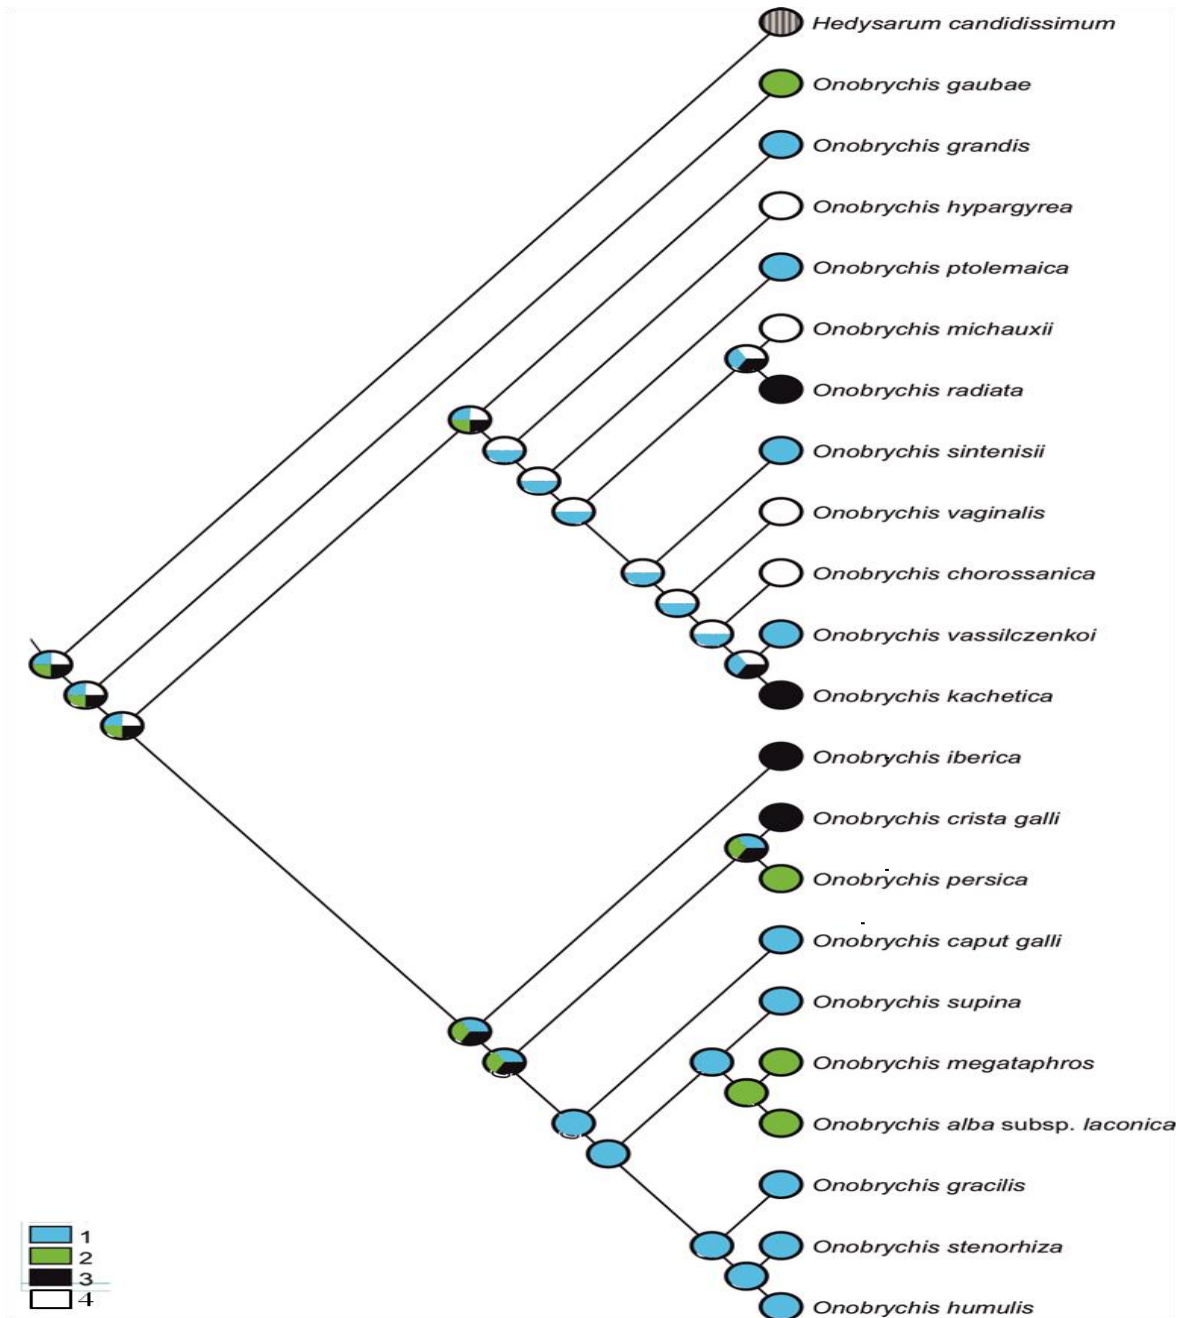 Hedysarum candidissimum
Onobrychis gaubae
Onobrychis grandis
Onobrychis hypargyrea
Onobrychis ptolemaica
Onobrychis michauxii
Onobrychis radiata
Onobrychis sintenisii
Onobrychis vaginalis
Onobrychis chorossanica
Onobrychis vassilczenkoi
Onobrychis kachetica
Onobrychis iberica
Onobrychis crista galli
Onobrychis persica
Onobrychis caput galli
Onobrychis supina
Onobrychis megataphros
Onobrychis alba subsp. laconica
Onobrychis gracilis
Onobrychis stenorhiza
Onobrychis humulis
1
2
3
4